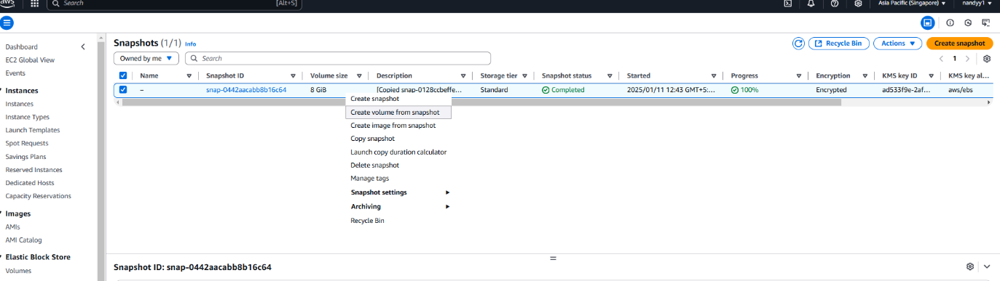 aws
Search
[Alt+S]
Asia Pacific (Singapore)
nandyy1
Dashboard
EC2 Global View
Events
Instances
Instances
Instance Types
Launch Templates
Spot Requests
Savings Plans
Reserved Instances
Dedicated Hosts
Capacity Reservations
Images
AMIs
AMI Catalog
Elastic Block Store
Volumes
Snapshots (1/1) Info
Recycle Bin
Actions
Create snapshot
Owned by me
Search
1
Name Snapshot ID Volume size Description Storage tier Snapshot status Started Progress Encryption KMS key ID KMS key al...
– snap-0442aacabb8b16c64 8 GiB [Copied snap-0128ccbeffe... Standard Completed 2025/01/11 12:43 GMT+5:... 100% Encrypted ad533f9e-2af... aws/ebs
Create snapshot
Create volume from snapshot
Create image from snapshot
Copy snapshot
Launch copy duration calculator
Delete snapshot
Manage tags
Snapshot settings
Archiving
Recycle Bin
Snapshot ID: snap-0442aacabb8b16c64